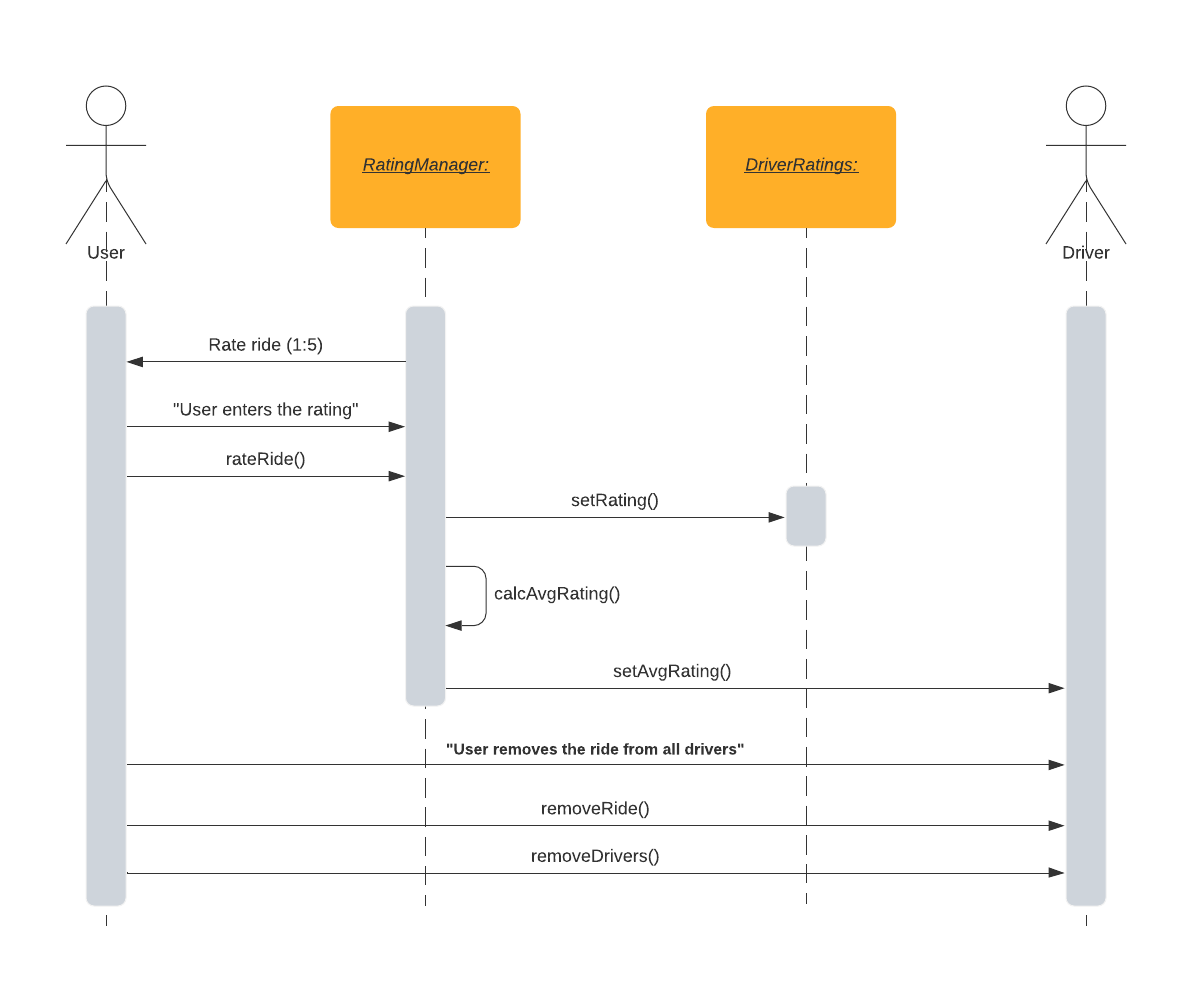 RatingManager:
DriverRatings:
User
Driver
Rate ride (1:5)
"User enters the rating"
rateRide()
setRating()
calcAvgRating()
setAvgRating()
"User removes the ride from all drivers"
removeRide()
removeDrivers()